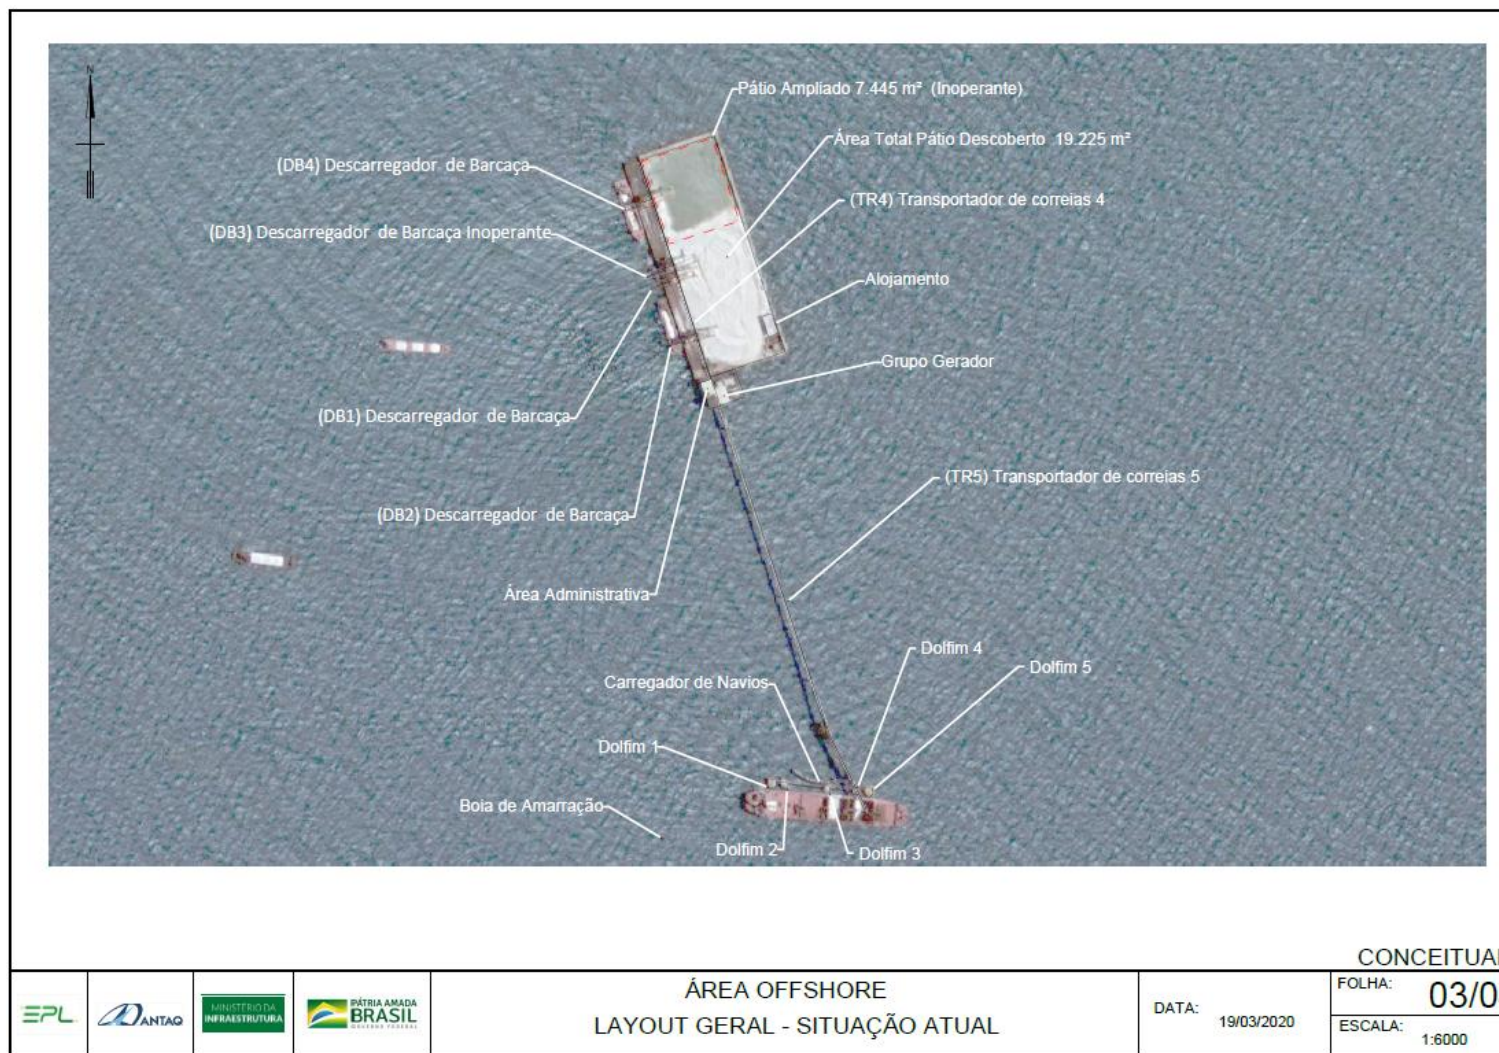 N
Pátio Ampliado 7.445 m² (Inoperante)
Área Total Pátio Descoberto 19.225 m²
(DB4) Descarregador de Barcaça
(TR4) Transportador de correias 4
(DB3) Descarregador de Barcaça Inoperante
Alojamento
Grupo Gerador
(DB1) Descarregador de Barcaça
(TR5) Transportador de correias 5
(DB2) Descarregador de Barcaça
Área Administrativa
Dolfim 4
Dolfim 5
Carregador de Navios
Dolfim 1
Boia de Amarração
Dolfim 2
Dolfim 3
CONCEITUAL
EPL
ANTAQ
MINISTÉRIO DA
INFRAESTRUTURA
PÁTRIA AMADA
BRASIL
GOVERNO FEDERAL
ÁREA OFFSHORE
LAYOUT GERAL - SITUAÇÃO ATUAL
DATA:
19/03/2020
FOLHA:
03/0
ESCALA:
1:6000